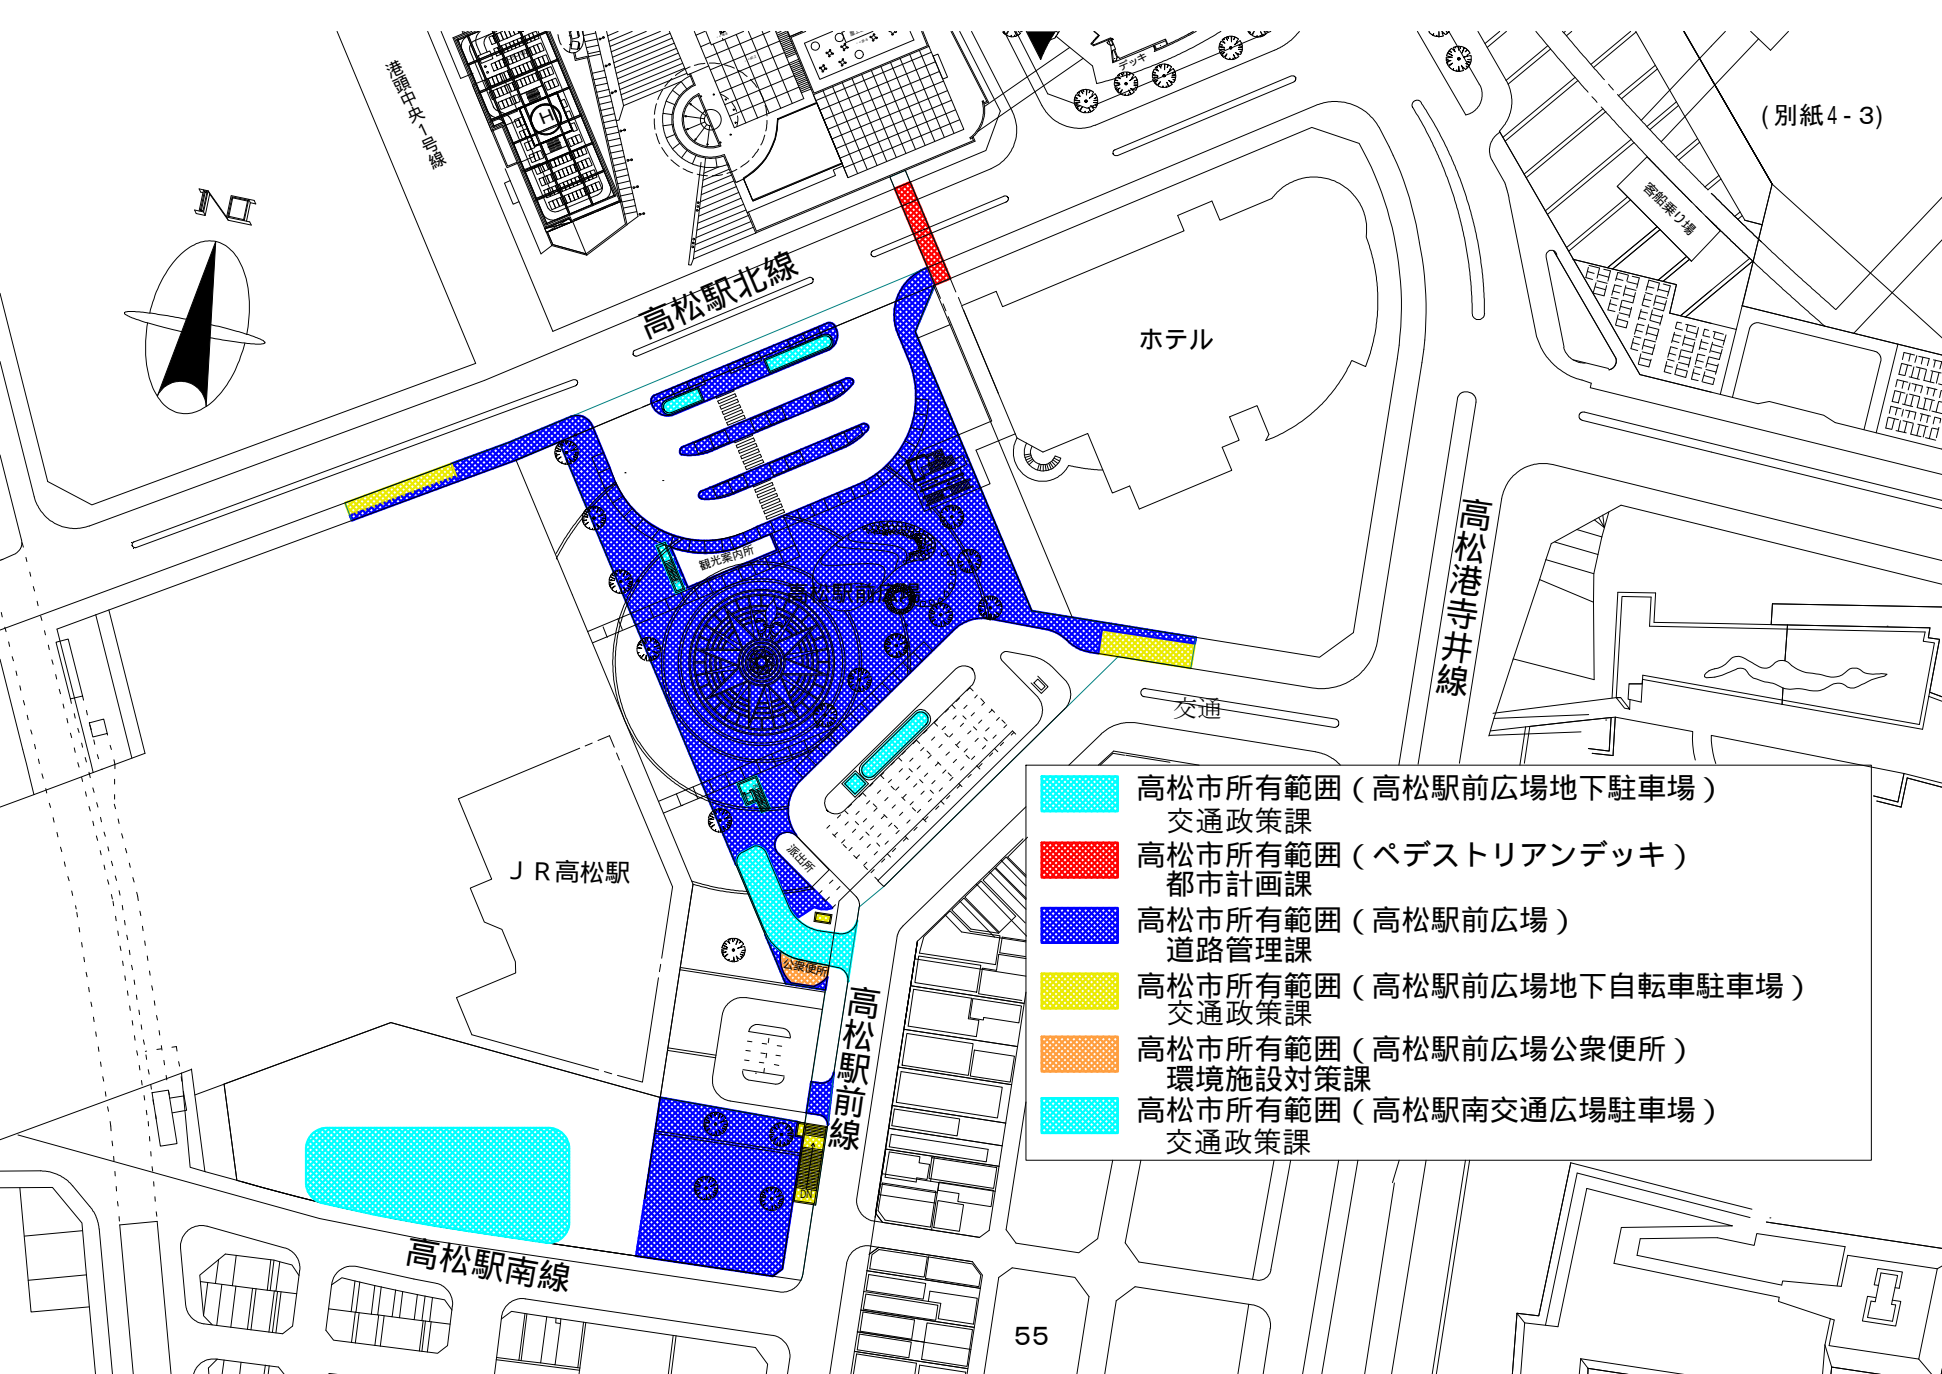 港頭中央1号線
デッキ
(別紙4-3)
客船乗り場
高松駅北線
ホテル
観光案内所
高松駅前広場
高松港寺井線
交通
派出所
JR高松駅
公衆便所
高松駅前線
DN
高松駅南線
高松市所有範囲(高松駅前広場地下駐車場)
交通政策課
高松市所有範囲(ペデストリアンデッキ)
都市計画課
高松市所有範囲(高松駅前広場)
道路管理課
高松市所有範囲(高松駅前広場地下自転車駐車場)
交通政策課
高松市所有範囲(高松駅前広場公衆便所)
環境施設対策課
高松市所有範囲(高松駅南交通広場駐車場)
交通政策課
55